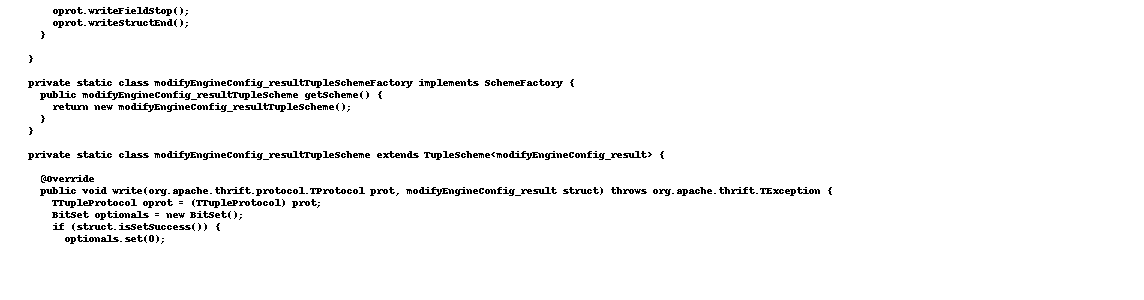 oprot.writeFieldStop();
oprot.writeStructEnd();
}
}
private static class modifyEngineConfig_resultTupleSchemeFactory implements SchemeFactory {
public modifyEngineConfig_resultTupleScheme getScheme() {
return new modifyEngineConfig_resultTupleScheme();
}
}
private static class modifyEngineConfig_resultTupleScheme extends TupleScheme<modifyEngineConfig_result> {
@Override
public void write(org.apache.thrift.protocol.TProtocol prot, modifyEngineConfig_result struct) throws org.apache.thrift.TException {
TTupleProtocol oprot = (TTupleProtocol) prot;
BitSet optionals = new BitSet();
if (struct.isSetSuccess()) {
optionals.set(0);